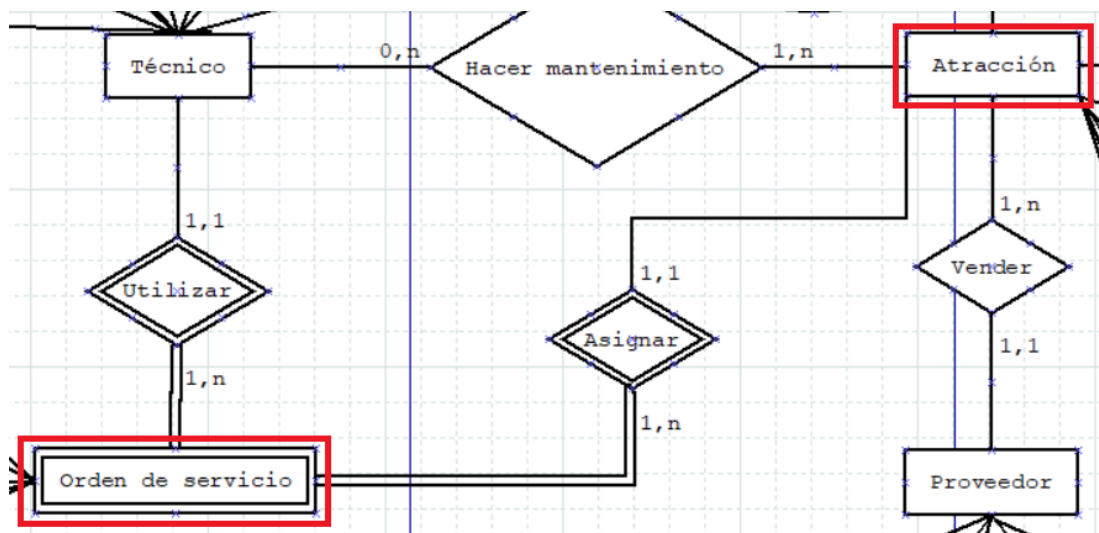 Técnico
0,n
Hacer mantenimiento
1,n
Atracción
1,1
Utilizar
1,n
1,1
Asignar
1,n
1,n
Vender
1,1
Orden de servicio
Proveedor